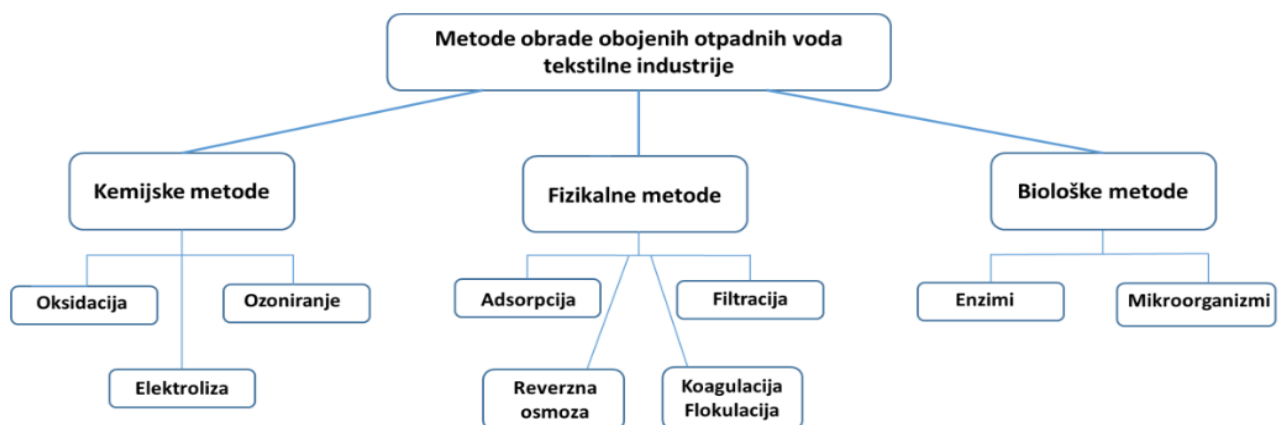 Metode obrade obojenih otpadnih voda
tekstilne industrije
Kemijske metode
Fizikalne metode
Biološke metode
Oksidacija
Ozoniranje
Adsorpcija
Filtracija
Enzimi
Mikroorganizmi
Elektroliza
Reverzna
osmoza
Koagulacija
Flokulacija